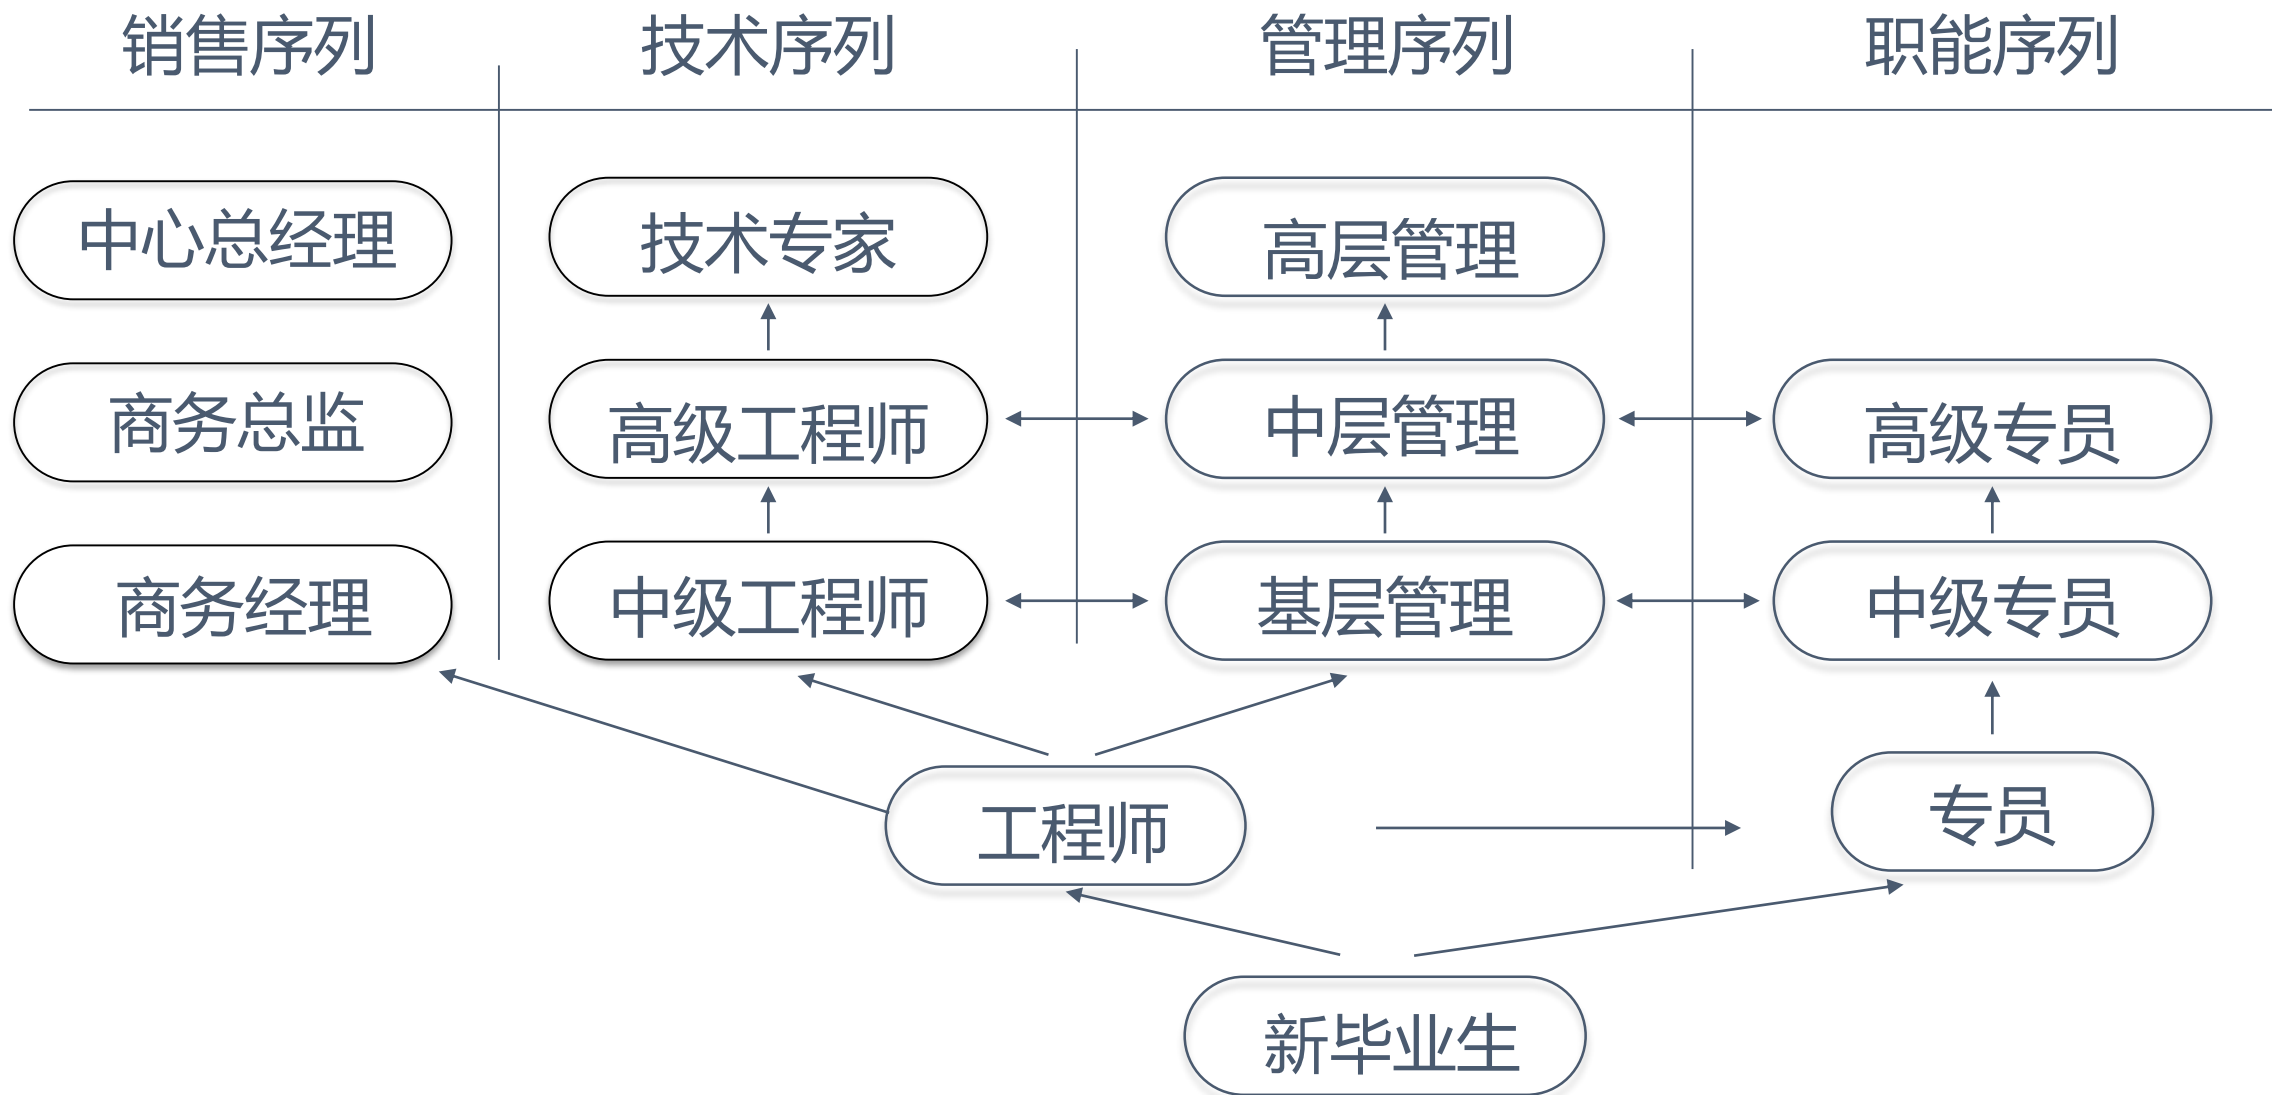 销售序列
技术序列
管理序列
职能序列
中心总经理
技术专家
高层管理
商务总监
高级工程师
中层管理
高级专员
商务经理
中级工程师
基层管理
中级专员
工程师
专员
新毕业生